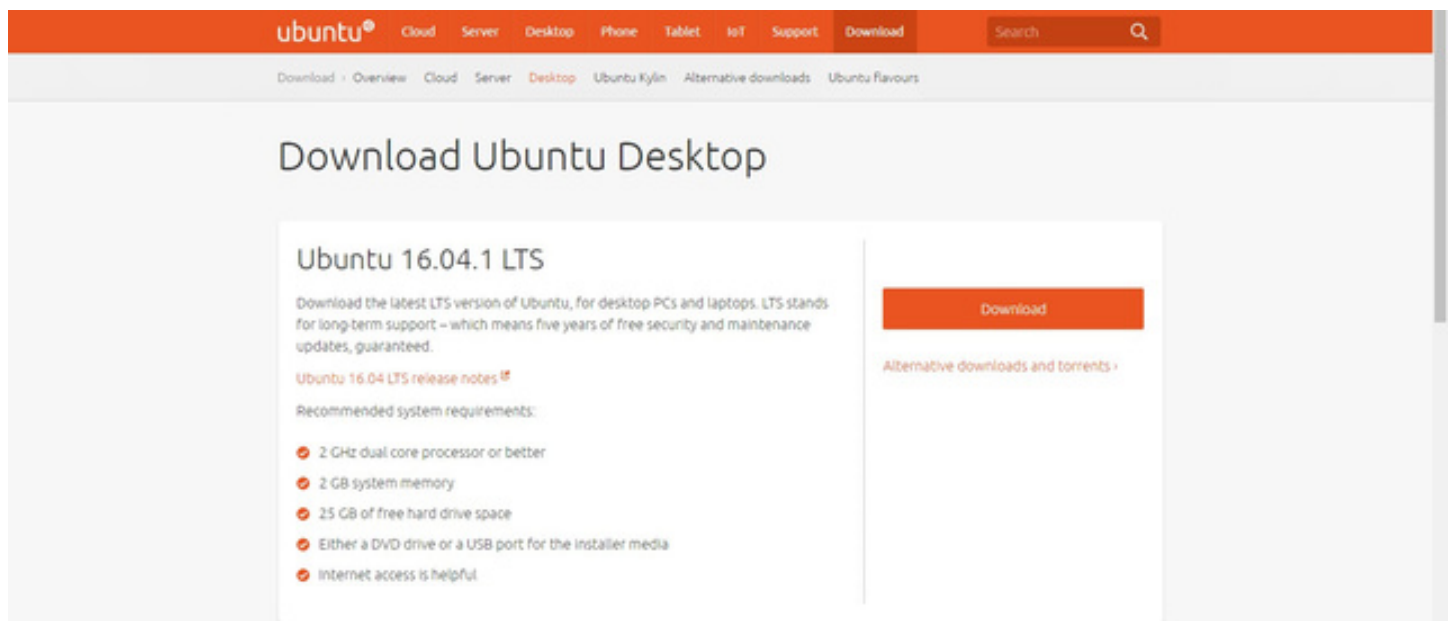 ubuntu® Cloud Server Desktop Phone Tablet IoT Support Download Search
Download › Overview Cloud Server Desktop Ubuntu Kylin Alternative downloads Ubuntu flavours
Download Ubuntu Desktop
Ubuntu 16.04.1 LTS
Download the latest LTS version of Ubuntu, for desktop PCs and laptops. LTS stands
for long-term support – which means five years of free security and maintenance
updates, guaranteed.
Ubuntu 16.04 LTS release notes
Recommended system requirements:
2 GHz dual core processor or better
2 GB system memory
25 GB of free hard drive space
Either a DVD drive or a USB port for the installer media
Internet access is helpful
Download
Alternative downloads and torrents ›